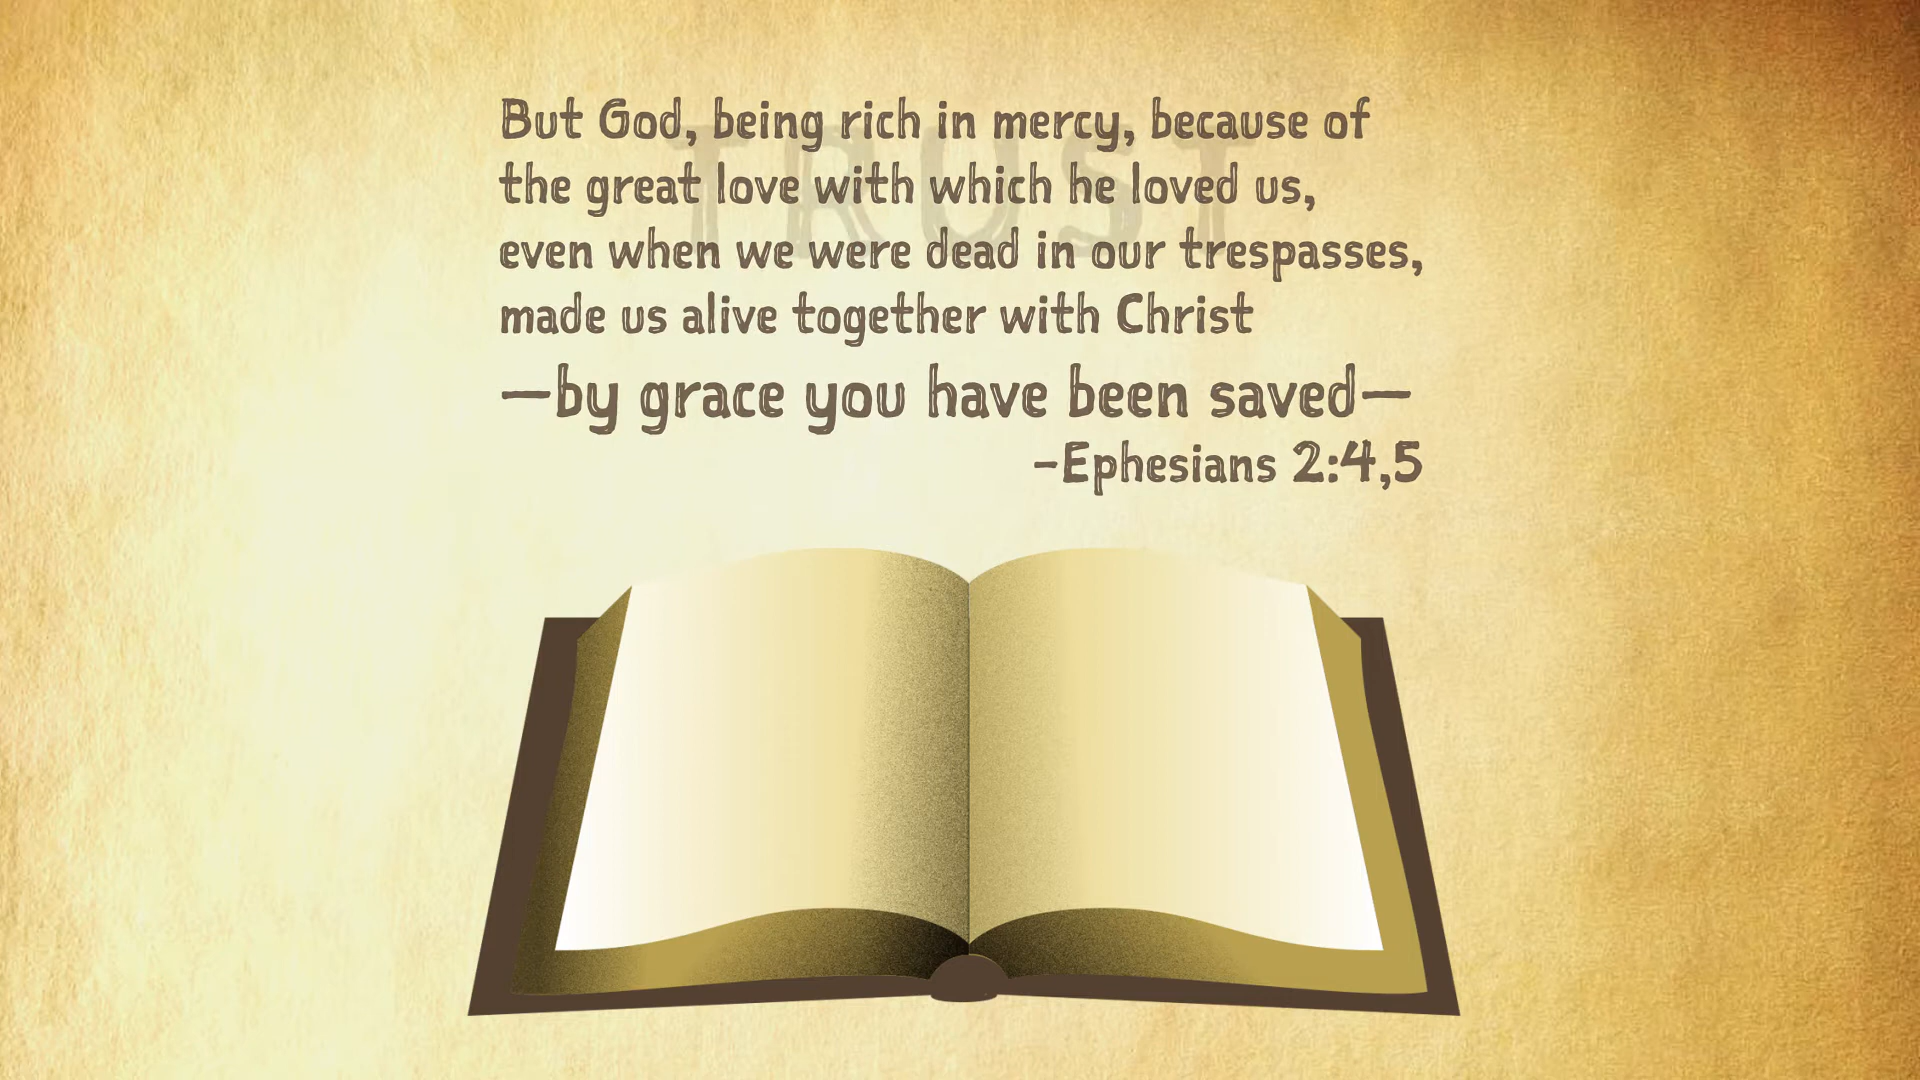 TRUST
But God, being rich in mercy, because of
the great love with which he loved us,
even when we were dead in our trespasses,
made us alive together with Christ
—by grace you have been saved—
-Ephesians 2:4,5